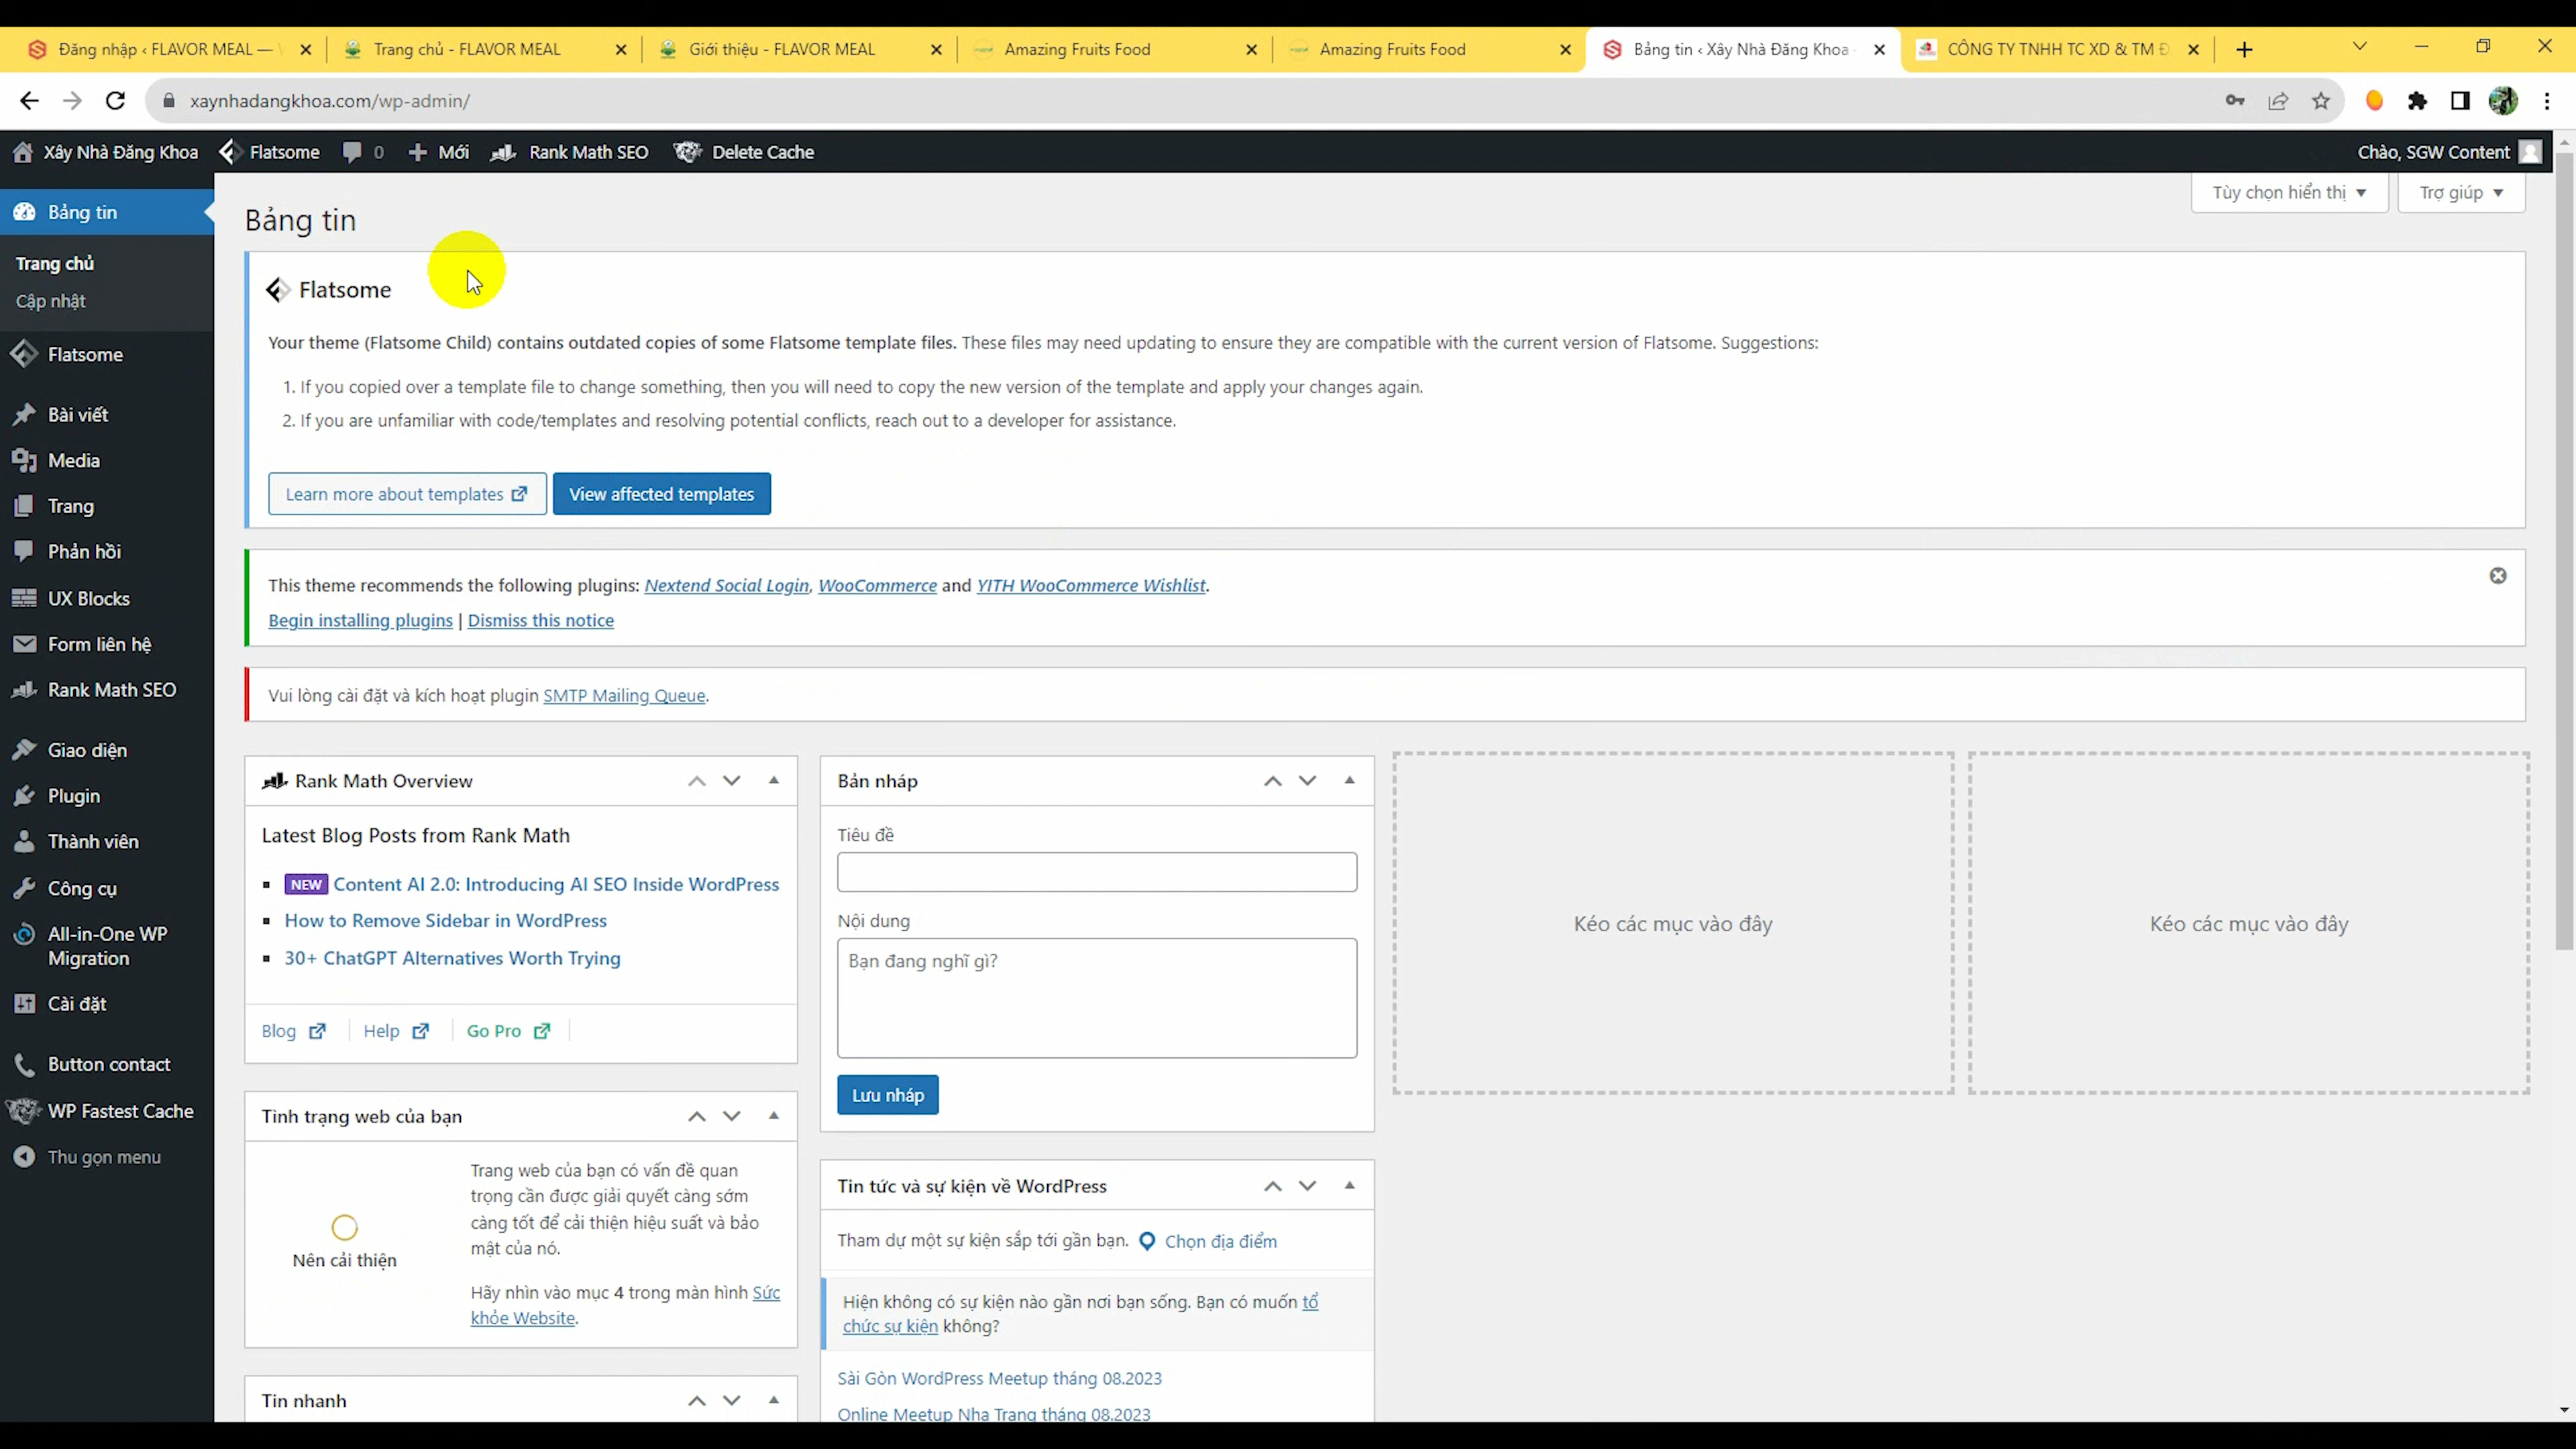 Đăng nhập ‹ FLAVOR MEAL —
Trang chủ - FLAVOR MEAL
Giới thiệu - FLAVOR MEAL
Amazing Fruits Food
Amazing Fruits Food
Bảng tin ‹ Xây Nhà Đăng Khoa
CÔNG TY TNHH TC XD & TM Đ
xaynhadangkhoa.com/wp-admin/
Xây Nhà Đăng Khoa
Flatsome
0
Mới
Rank Math SEO
Delete Cache
Chào, SGW Content
Bảng tin
Trang chủ
Cập nhật
Flatsome
Bài viết
Media
Trang
Phản hồi
UX Blocks
Form liên hệ
Rank Math SEO
Giao diện
Plugin
Thành viên
Công cụ
All-in-One WP
Migration
Cài đặt
Button contact
WP Fastest Cache
Thu gọn menu
Tùy chọn hiển thị
Trợ giúp
Bảng tin
Flatsome
Your theme (Flatsome Child) contains outdated copies of some Flatsome template files. These files may need updating to ensure they are compatible with the current version of Flatsome. Suggestions:
1. If you copied over a template file to change something, then you will need to copy the new version of the template and apply your changes again.
2. If you are unfamiliar with code/templates and resolving potential conflicts, reach out to a developer for assistance.
Learn more about templates
View affected templates
This theme recommends the following plugins: Nextend Social Login, WooCommerce and YITH WooCommerce Wishlist.
Begin installing plugins | Dismiss this notice
Vui lòng cài đặt và kích hoạt plugin SMTP Mailing Queue.
Rank Math Overview
Latest Blog Posts from Rank Math
NEW Content AI 2.0: Introducing AI SEO Inside WordPress
How to Remove Sidebar in WordPress
30+ ChatGPT Alternatives Worth Trying
Blog
Help
Go Pro
Tình trạng web của bạn
Nên cải thiện
Trang web của bạn có vấn đề quan
trọng cần được giải quyết càng sớm
càng tốt để cải thiện hiệu suất và bảo
mật của nó.
Hãy nhìn vào mục 4 trong màn hình Sức
khỏe Website.
Tin nhanh
Bản nháp
Tiêu đề
Nội dung
Bạn đang nghĩ gì?
Lưu nháp
Tin tức và sự kiện về WordPress
Tham dự một sự kiện sắp tới gần bạn.
Chọn địa điểm
Hiện không có sự kiện nào gần nơi bạn sống. Bạn có muốn tổ
chức sự kiện không?
Sài Gòn WordPress Meetup tháng 08.2023
Online Meetup Nha Trang tháng 08.2023
Kéo các mục vào đây
Kéo các mục vào đây